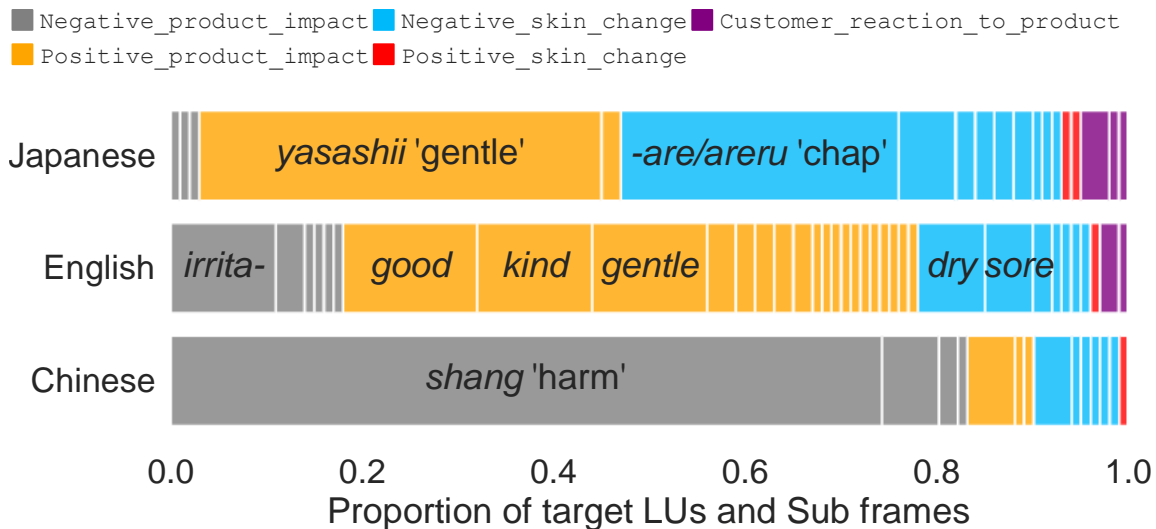 Negative_product_impact Negative_skin_change Customer_reaction_to_product
Positive_product_impact Positive_skin_change
Japanese yasashii 'gentle' -are/areru 'chap'
English irrita- good kind gentle dry sore
Chinese shang 'harm'
0.0 0.2 0.4 0.6 0.8 1.0
Proportion of target LUs and Sub frames